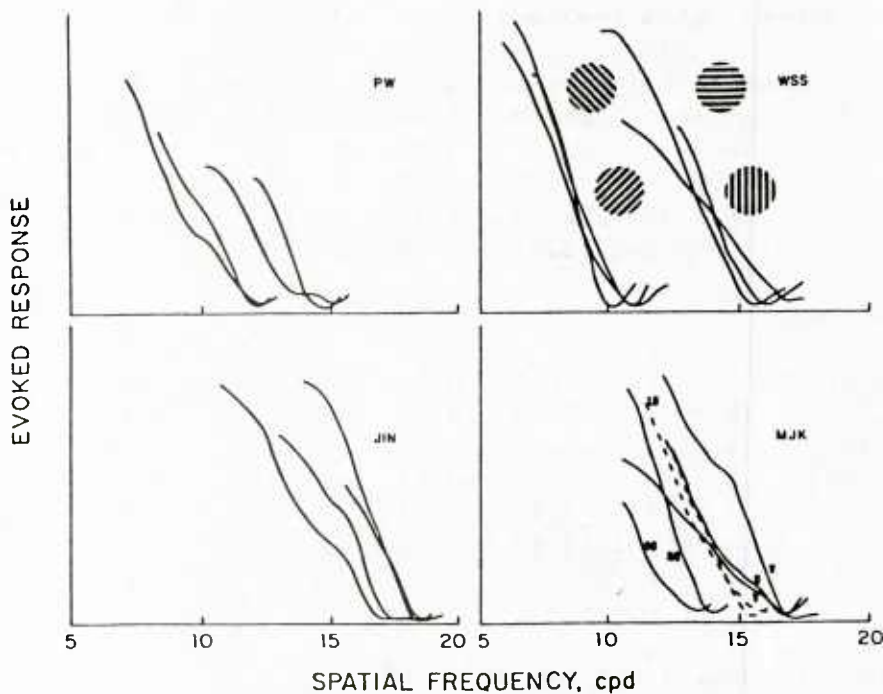 EVOKED RESPONSE
PW
WSS
JIN
MJK
5 10 15 20
5 10 15 20
SPATIAL FREQUENCY, cpd